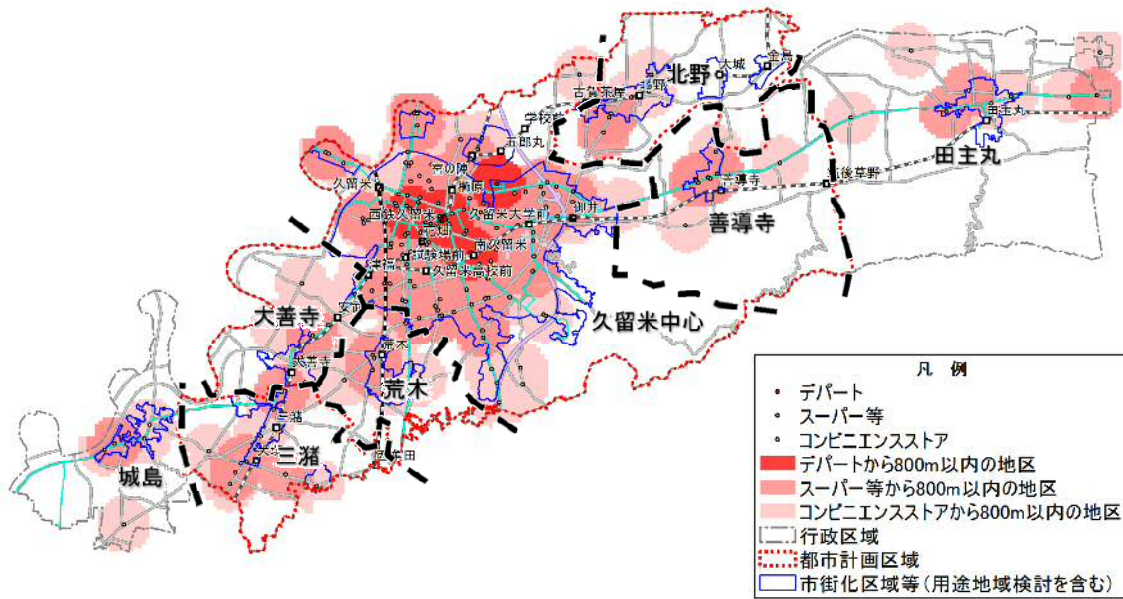 北野
大城
金島
古賀茶屋
北野
学校前
五郎丸
田主丸
田主丸
宮の陣
久留米
櫛原
善導寺
筑後草野
西鉄久留米
久留米大学前
御井
善導寺
花畑
南久留米
試験場前
津福
久留米高校前
大善寺
安武
久留米中心
荒木
大善寺
荒木
三潴
三潴
城島
凡 例
デパート
スーパー等
コンビニエンスストア
デパートから800m以内の地区
スーパー等から800m以内の地区
コンビニエンスストアから800m以内の地区
行政区域
都市計画区域
市街化区域等(用途地域検討を含む)